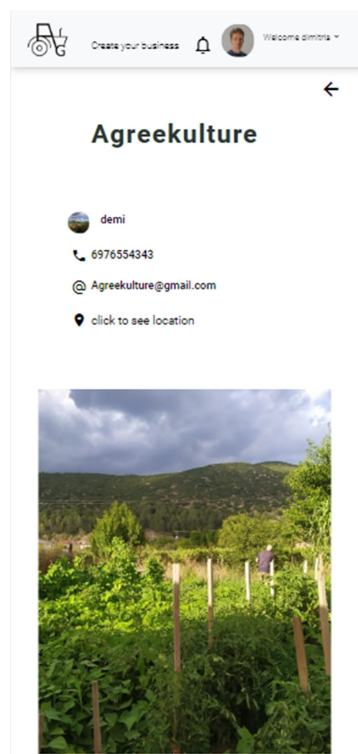 Create your business
Welcome dimitris
Agreekulture
demi
6976554343
Agreekulture@gmail.com
click to see location